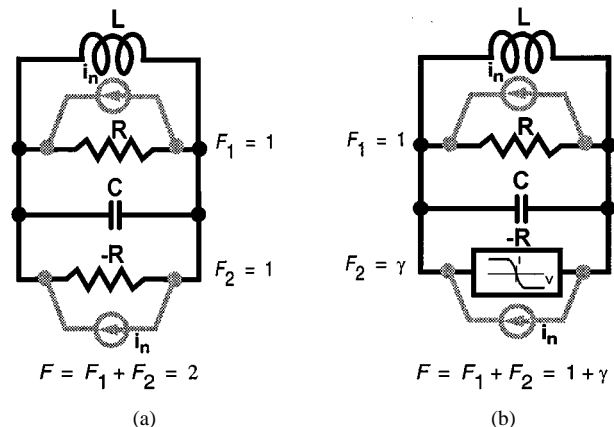 L
i_n
R
F_1 = 1
C
-R
F_2 = 1
i_n
F = F_1 + F_2 = 2
(a)
L
i_n
R
F_1 = 1
C
-R
F_2 = γ
I
V
i_n
F = F_1 + F_2 = 1 + γ
(b)